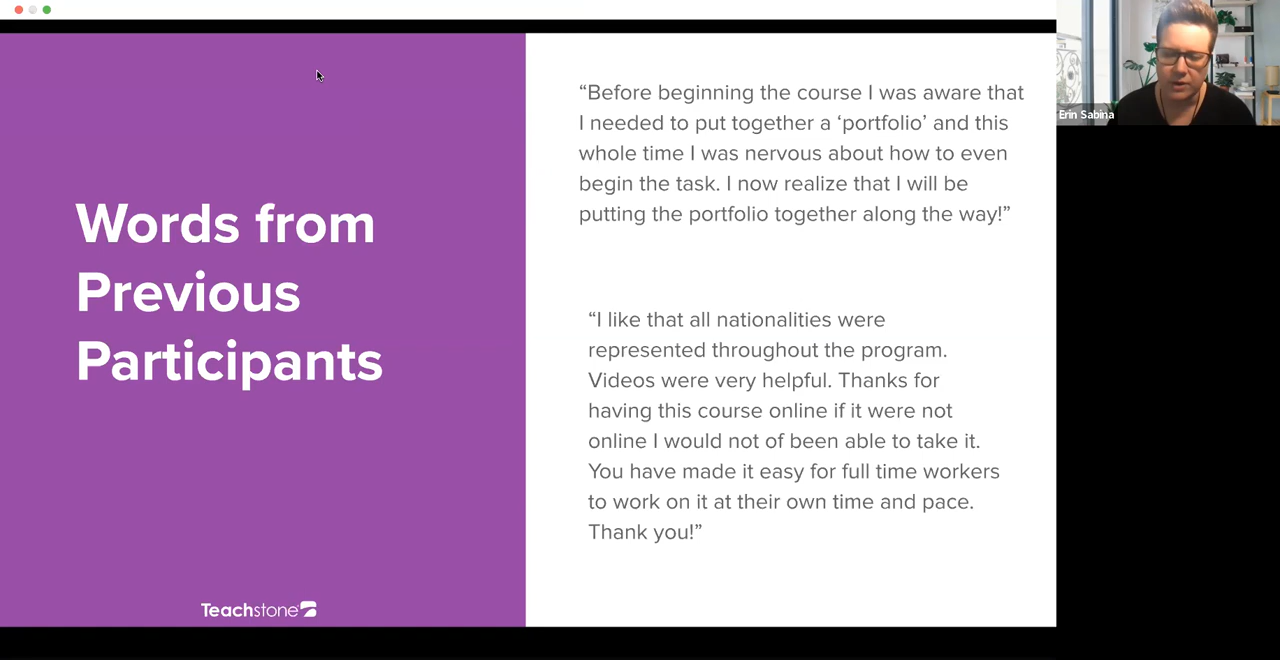 Words from
Previous
Participants
“Before beginning the course I was aware that
I needed to put together a ‘portfolio’ and this
whole time I was nervous about how to even
begin the task. I now realize that I will be
putting the portfolio together along the way!”
“I like that all nationalities were
represented throughout the program.
Videos were very helpful. Thanks for
having this course online if it were not
online I would not of been able to take it.
You have made it easy for full time workers
to work on it at their own time and pace.
Thank you!”
Teachstone
Erin Sabina